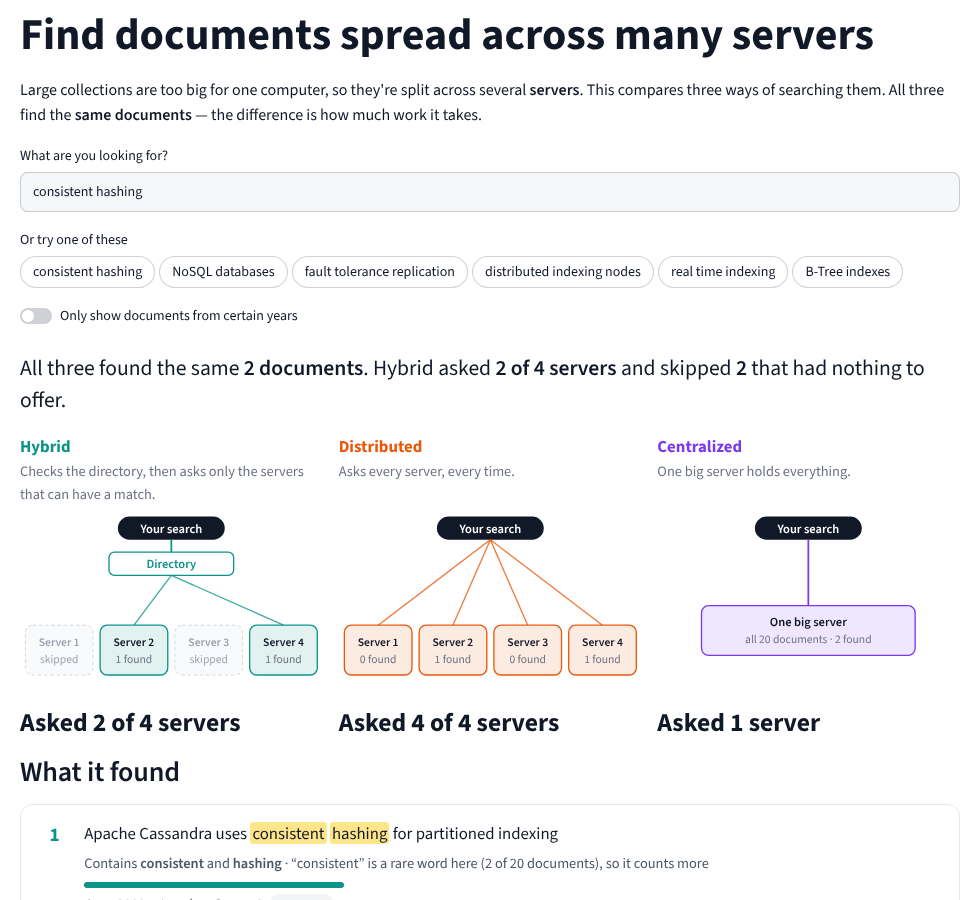 Find documents spread across many servers
Large collections are too big for one computer, so they're split across several servers. This compares three ways of searching them. All three
find the same documents — the difference is how much work it takes.
What are you looking for?
consistent hashing
Or try one of these
consistent hashing
NoSQL databases
fault tolerance replication
distributed indexing nodes
real time indexing
B-Tree indexes
Only show documents from certain years
All three found the same 2 documents. Hybrid asked 2 of 4 servers and skipped 2 that had nothing to
offer.
Hybrid
Checks the directory, then asks only the servers
that can have a match.
Your search
Directory
Server 1
skipped
Server 2
1 found
Server 3
skipped
Server 4
1 found
Asked 2 of 4 servers
Distributed
Asks every server, every time.
Your search
Server 1
0 found
Server 2
1 found
Server 3
0 found
Server 4
1 found
Asked 4 of 4 servers
Centralized
One big server holds everything.
Your search
One big server
all 20 documents · 2 found
Asked 1 server
What it found
1
Apache Cassandra uses consistent hashing for partitioned indexing
Contains consistent and hashing · “consistent” is a rare word here (2 of 20 documents), so it counts more